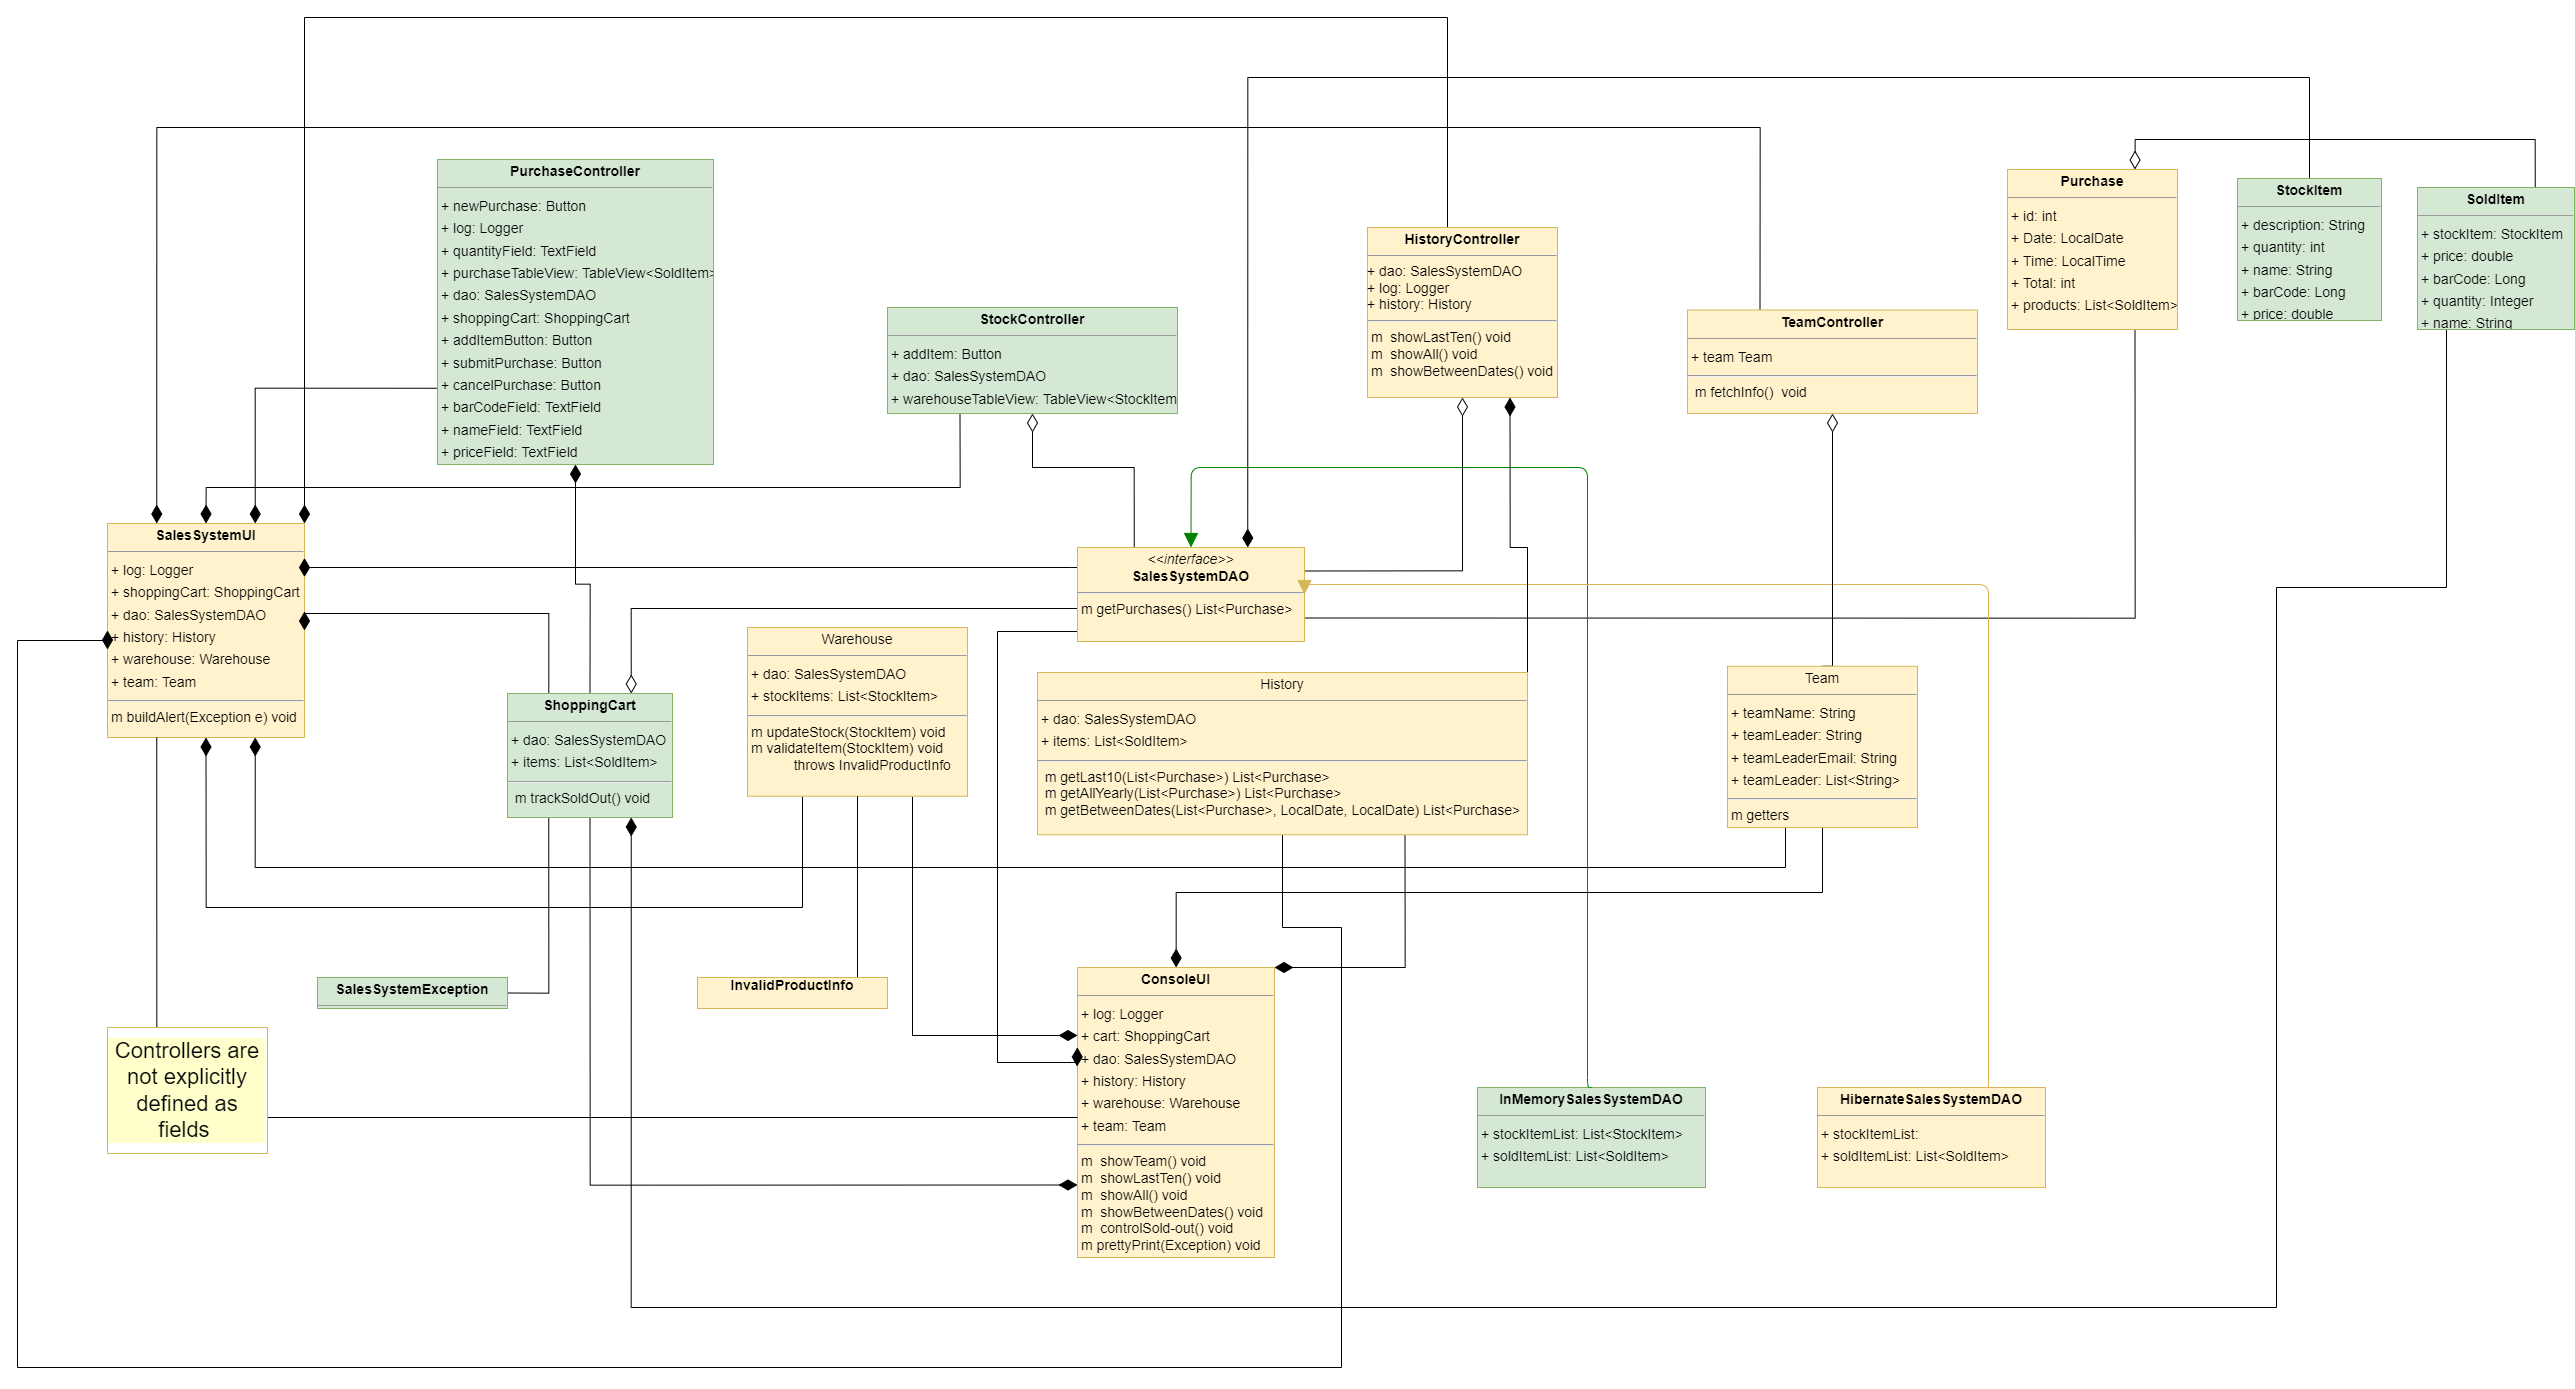 PurchaseController
+ newPurchase: Button
+ log: Logger
+ quantityField: TextField
+ purchaseTableView: TableView<SoldItem>
+ dao: SalesSystemDAO
+ shoppingCart: ShoppingCart
+ addItemButton: Button
+ submitPurchase: Button
+ cancelPurchase: Button
+ barCodeField: TextField
+ nameField: TextField
+ priceField: TextField
StockController
+ addItem: Button
+ dao: SalesSystemDAO
+ warehouseTableView: TableView<StockItem
HistoryController
+ dao: SalesSystemDAO
+ log: Logger
+ history: History
m showLastTen() void
m showAll() void
m showBetweenDates() void
TeamController
+ team Team
m fetchInfo() void
Purchase
+ id: int
+ Date: LocalDate
+ Time: LocalTime
+ Total: int
+ products: List<SoldItem>
StockItem
+ description: String
+ quantity: int
+ name: String
+ barCode: Long
+ price: double
SoldItem
+ stockItem: StockItem
+ price: double
+ barCode: Long
+ quantity: Integer
+ name: String
SalesSystemUI
+ log: Logger
+ shoppingCart: ShoppingCart
+ dao: SalesSystemDAO
+ history: History
+ warehouse: Warehouse
+ team: Team
m buildAlert(Exception e) void
<<interface>>
SalesSystemDAO
m getPurchases() List<Purchase>
Warehouse
+ dao: SalesSystemDAO
+ stockItems: List<StockItem>
m updateStock(StockItem) void
m validateItem(StockItem) void
throws InvalidProductInfo
ShoppingCart
+ dao: SalesSystemDAO
+ items: List<SoldItem>
m trackSoldOut() void
History
+ dao: SalesSystemDAO
+ items: List<SoldItem>
m getLast10(List<Purchase>) List<Purchase>
m getAllYearly(List<Purchase>) List<Purchase>
m getBetweenDates(List<Purchase>, LocalDate, LocalDate) List<Purchase>
Team
+ teamName: String
+ teamLeader: String
+ teamLeaderEmail: String
+ teamLeader: List<String>
m getters
SalesSystemException
InvalidProductInfo
Controllers are
not explicitly
defined as
fields
ConsoleUI
+ log: Logger
+ cart: ShoppingCart
+ dao: SalesSystemDAO
+ history: History
+ warehouse: Warehouse
+ team: Team
m showTeam() void
m showLastTen() void
m showAll() void
m showBetweenDates() void
m controlSold-out() void
m prettyPrint(Exception) void
InMemorySalesSystemDAO
+ stockItemList: List<StockItem>
+ soldItemList: List<SoldItem>
HibernateSalesSystemDAO
+ stockItemList:
+ soldItemList: List<SoldItem>